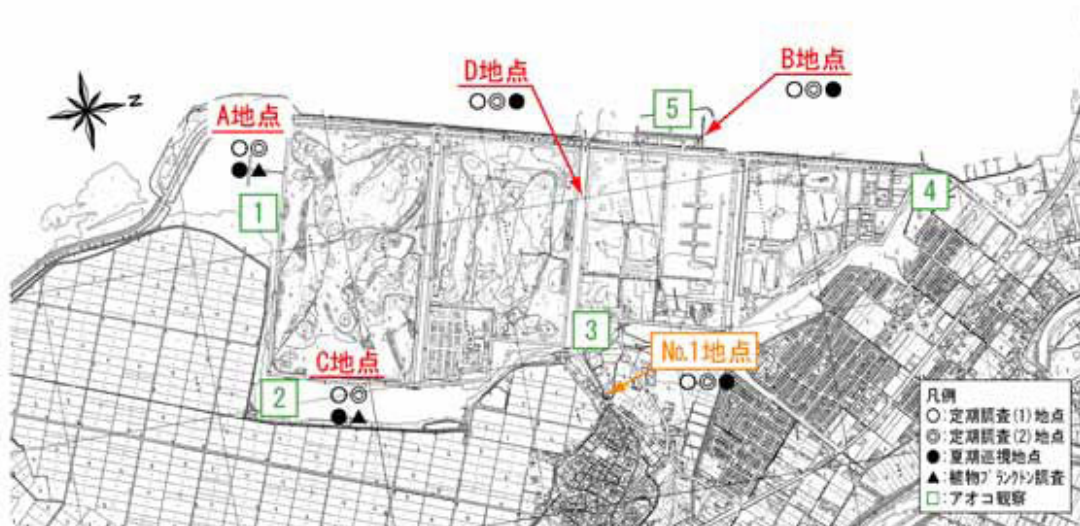 D地点
○◎●
B地点
○◎●
5
N
A地点
○◎
●▲
1
4
3
No.1地点
○◎●
C地点
○◎
●▲
2
凡例
○:定期調査(1)地点
◎:定期調査(2)地点
●:夏期巡視地点
▲:植物プランクトン調査
□:アオコ観察